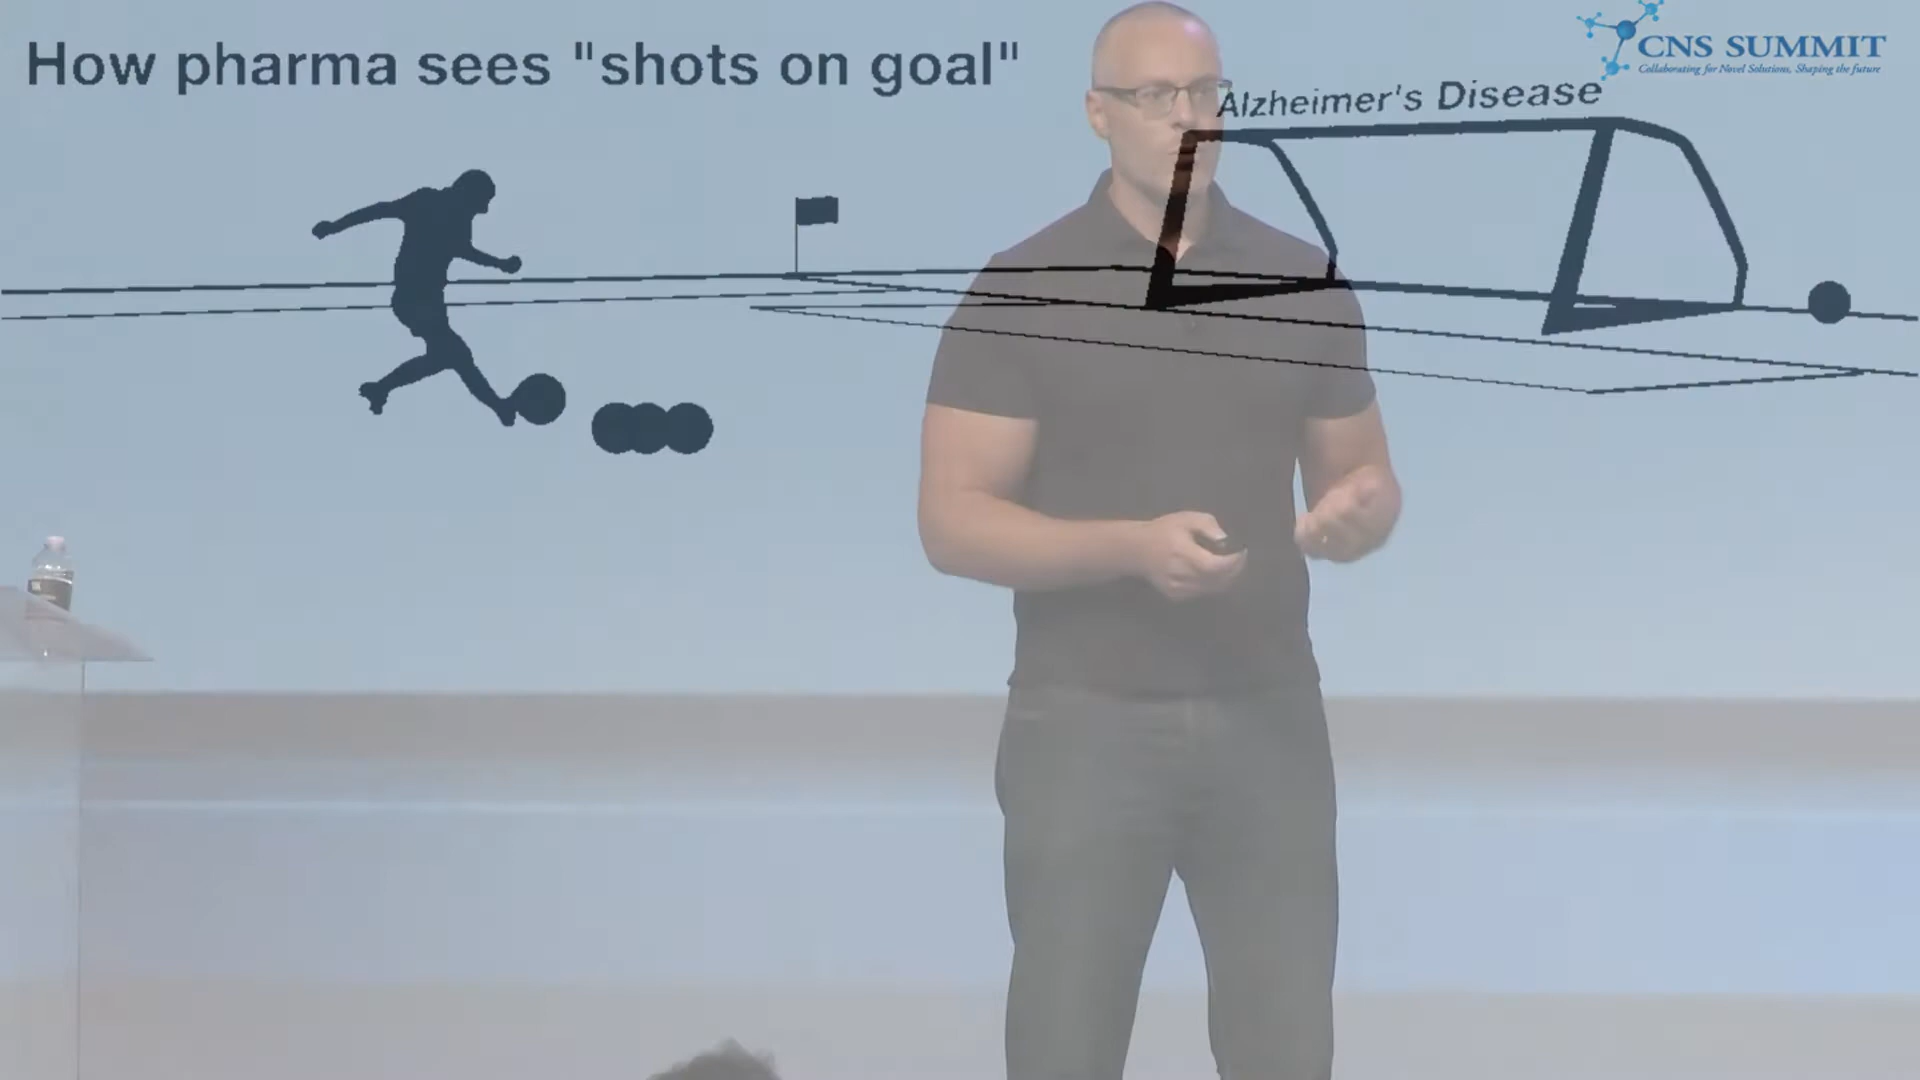 How pharma sees "shots on goal"
CNS SUMMIT
Collaborating for Novel Solutions, Shaping the future
Alzheimer's Disease